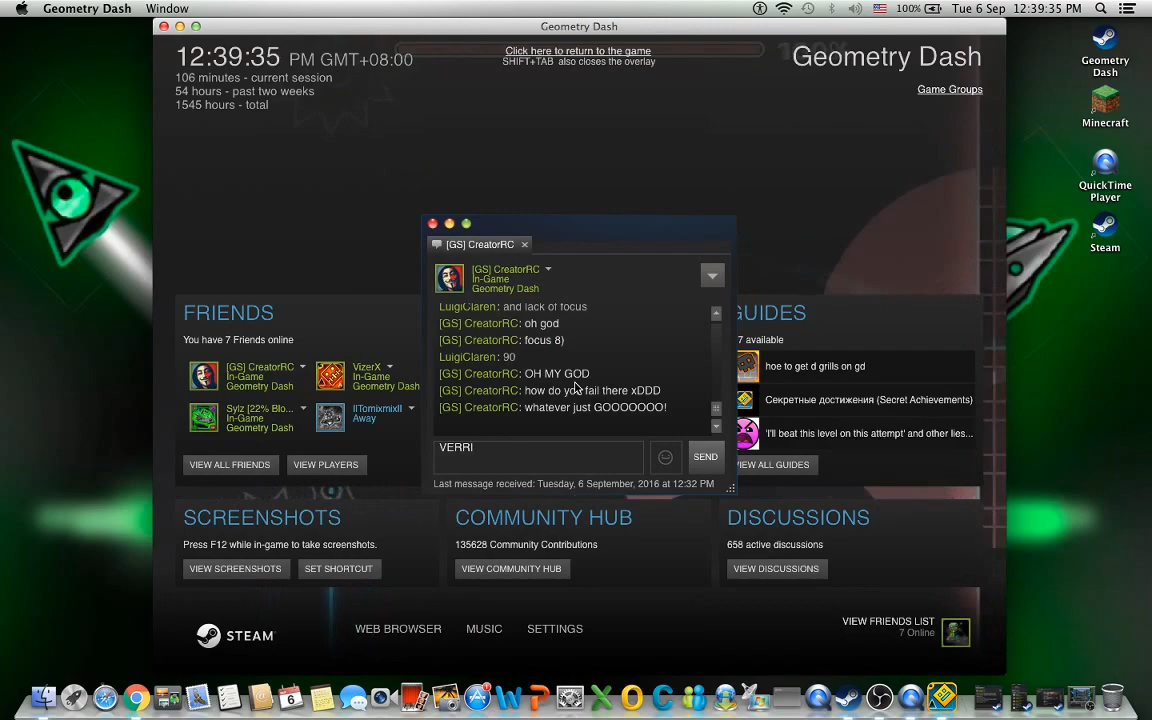 Geometry Dash Window
100% Tue 6 Sep 12:39:35 PM
Geometry Dash
12:39:35 PM GMT+08:00
106 minutes - current session
54 hours - past two weeks
1545 hours - total
Click here to return to the game
SHIFT+TAB also closes the overlay
Geometry Dash
Game Groups
Geometry
Dash
Minecraft
QuickTime
Player
Steam
[GS] CreatorRC
[GS] CreatorRC
In-Game
Geometry Dash
LuigiClaren: and lack of focus
[GS] CreatorRC: oh god
[GS] CreatorRC: focus 8)
LuigiClaren: 90
[GS] CreatorRC: OH MY GOD
[GS] CreatorRC: how do you fail there xDDD
[GS] CreatorRC: whatever just GOOOOOOO!
VERRI
SEND
Last message received: Tuesday, 6 September, 2016 at 12:32 PM
FRIENDS
You have 7 Friends online
[GS] CreatorRC
In-Game
Geometry Dash
VizerX
In-Game
Geometry Dash
Sylz [22% Blo...
In-Game
Geometry Dash
IITomixmixII
Away
VIEW ALL FRIENDS
VIEW PLAYERS
GUIDES
7 available
hoe to get d grills on gd
Секретные достижения (Secret Achievements)
'I'll beat this level on this attempt' and other lies...
VIEW ALL GUIDES
SCREENSHOTS
Press F12 while in-game to take screenshots.
VIEW SCREENSHOTS
SET SHORTCUT
COMMUNITY HUB
135628 Community Contributions
VIEW COMMUNITY HUB
DISCUSSIONS
658 active discussions
VIEW DISCUSSIONS
STEAM
WEB BROWSER
MUSIC
SETTINGS
VIEW FRIENDS LIST
7 Online
6